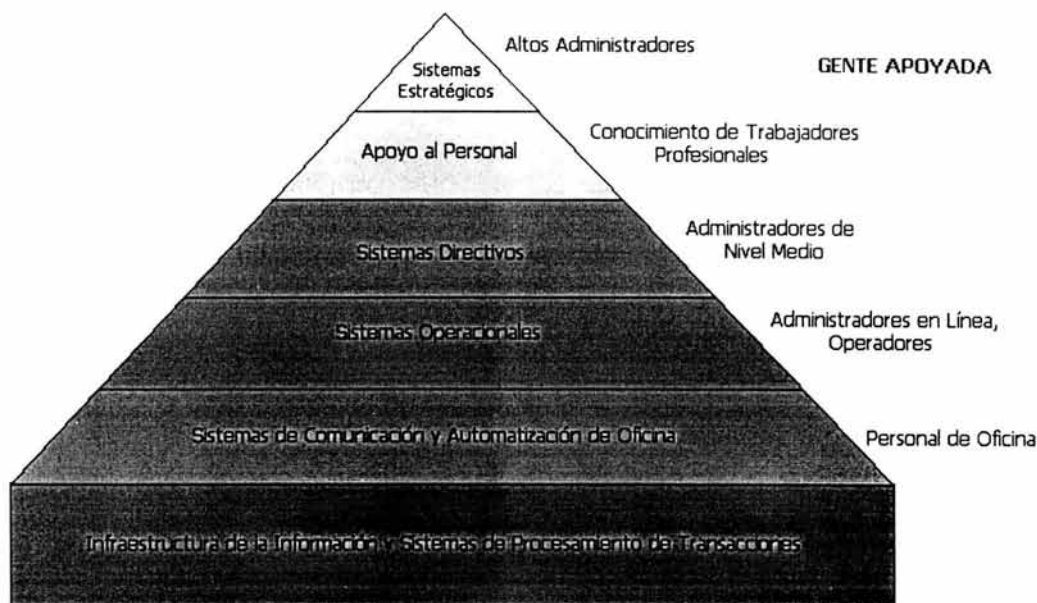 Altos Administradores
GENTE APOYADA
Sistemas
Estratégicos
Conocimiento de Trabajadores
Profesionales
Apoyo al Personal
Administradores de
Nivel Medio
Sistemas Directivos
Administradores en Línea,
Operadores
Sistemas Operacionales
Sistemas de Comunicación y Automatización de Oficina
Personal de Oficina
Infraestructura de la Información y Sistemas de Procesamiento de Transacciones